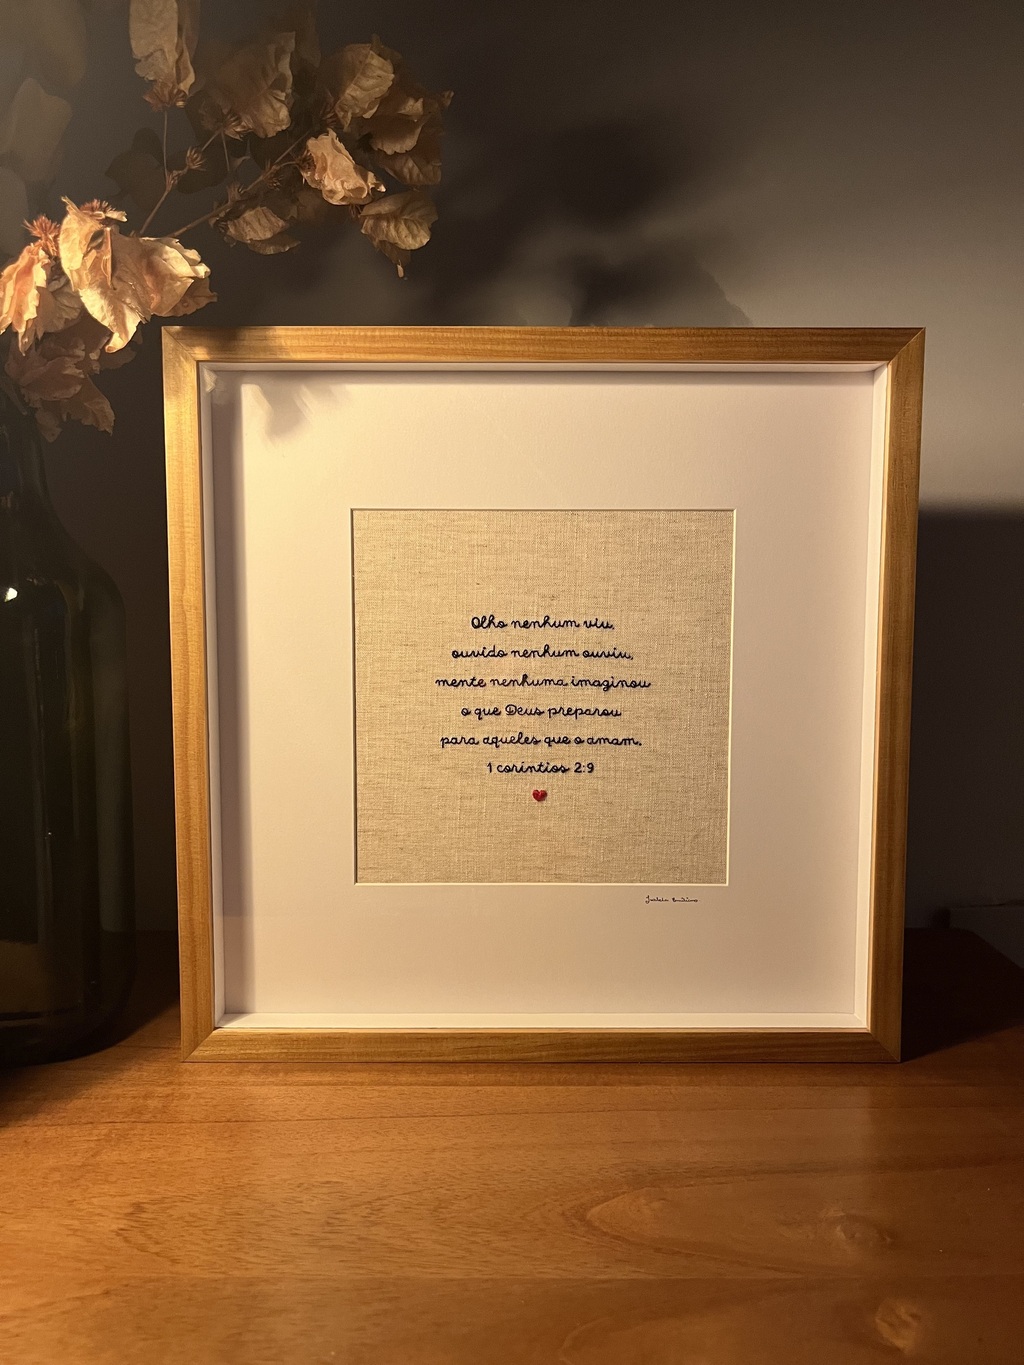 Olho nenhum viu,
ouvido nenhum ouviu,
mente nenhuma imaginou
o que Deus preparou
para aqueles que o amam.
1 coríntios 2:9